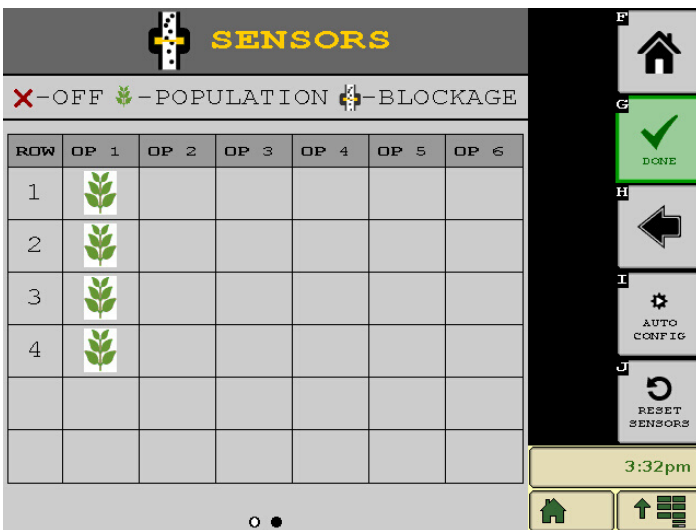 SENSORS
-OFF -POPULATION -BLOCKAGE
ROW OP 1 OP 2 OP 3 OP 4 OP 5 OP 6
1
2
3
4
F
G
DONE
H
I
AUTO
CONFIG
J
RESET
SENSORS
3:32pm